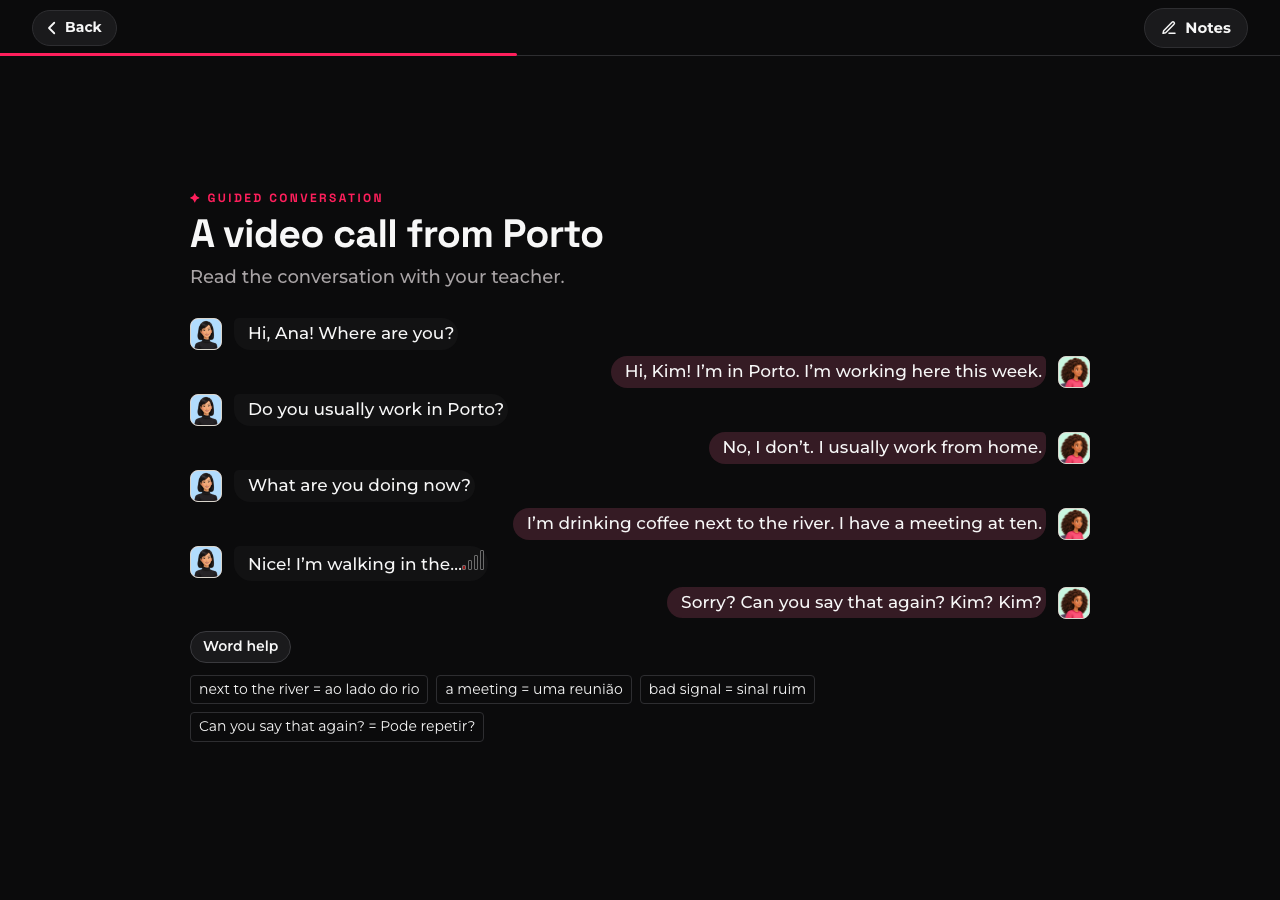 Back
Notes
GUIDED CONVERSATION
A video call from Porto
Read the conversation with your teacher.
Hi, Ana! Where are you?
Hi, Kim! I’m in Porto. I’m working here this week.
Do you usually work in Porto?
No, I don’t. I usually work from home.
What are you doing now?
I’m drinking coffee next to the river. I have a meeting at ten.
Nice! I’m walking in the...
Sorry? Can you say that again? Kim? Kim?
Word help
next to the river = ao lado do rio
a meeting = uma reunião
bad signal = sinal ruim
Can you say that again? = Pode repetir?